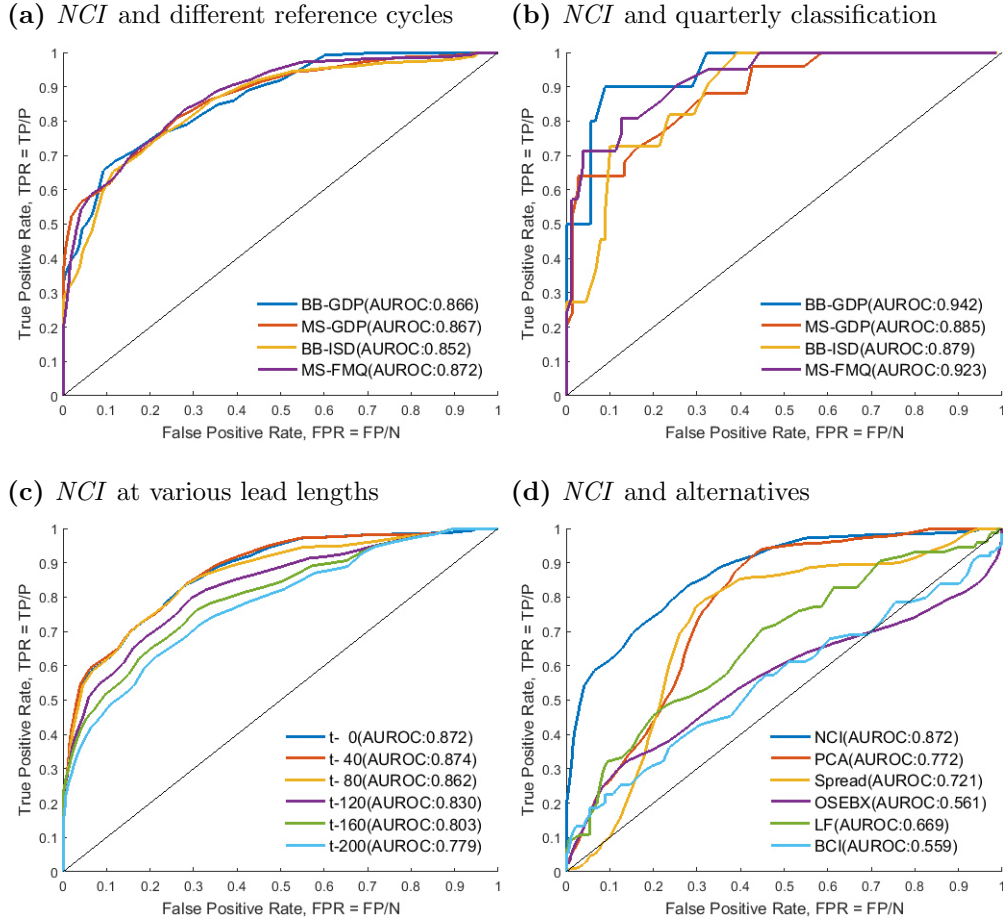 (a) NCI and different reference cycles
True Positive Rate, TPR = TP/P
1
0.9
0.8
0.7
0.6
0.5
0.4
0.3
0.2
0.1
0
BB-GDP(AUROC:0.866)
MS-GDP(AUROC:0.867)
BB-ISD(AUROC:0.852)
MS-FMQ(AUROC:0.872)
0 0.1 0.2 0.3 0.4 0.5 0.6 0.7 0.8 0.9 1
False Positive Rate, FPR = FP/N
(b) NCI and quarterly classification
True Positive Rate, TPR = TP/P
1
0.9
0.8
0.7
0.6
0.5
0.4
0.3
0.2
0.1
0
BB-GDP(AUROC:0.942)
MS-GDP(AUROC:0.885)
BB-ISD(AUROC:0.879)
MS-FMQ(AUROC:0.923)
0 0.1 0.2 0.3 0.4 0.5 0.6 0.7 0.8 0.9 1
False Positive Rate, FPR = FP/N
(c) NCI at various lead lengths
True Positive Rate, TPR = TP/P
1
0.9
0.8
0.7
0.6
0.5
0.4
0.3
0.2
0.1
0
t- 0(AUROC:0.872)
t- 40(AUROC:0.874)
t- 80(AUROC:0.862)
t-120(AUROC:0.830)
t-160(AUROC:0.803)
t-200(AUROC:0.779)
0 0.1 0.2 0.3 0.4 0.5 0.6 0.7 0.8 0.9 1
False Positive Rate, FPR = FP/N
(d) NCI and alternatives
True Positive Rate, TPR = TP/P
1
0.9
0.8
0.7
0.6
0.5
0.4
0.3
0.2
0.1
0
NCI(AUROC:0.872)
PCA(AUROC:0.772)
Spread(AUROC:0.721)
OSEBX(AUROC:0.561)
LF(AUROC:0.669)
BCI(AUROC:0.559)
0 0.1 0.2 0.3 0.4 0.5 0.6 0.7 0.8 0.9 1
False Positive Rate, FPR = FP/N